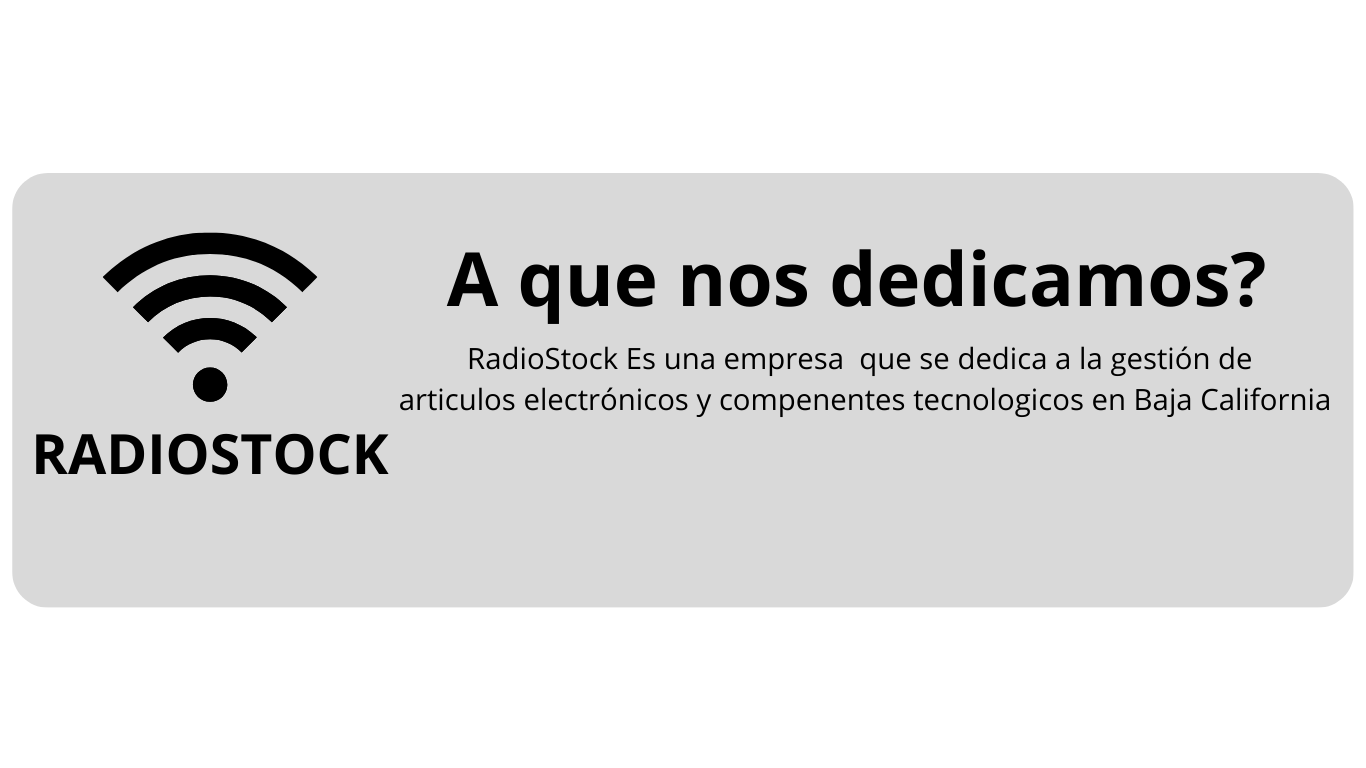 RADIOSTOCK
A que nos dedicamos?
RadioStock Es una empresa  que se dedica a la gestión de
articulos electrónicos y compenentes tecnologicos en Baja California